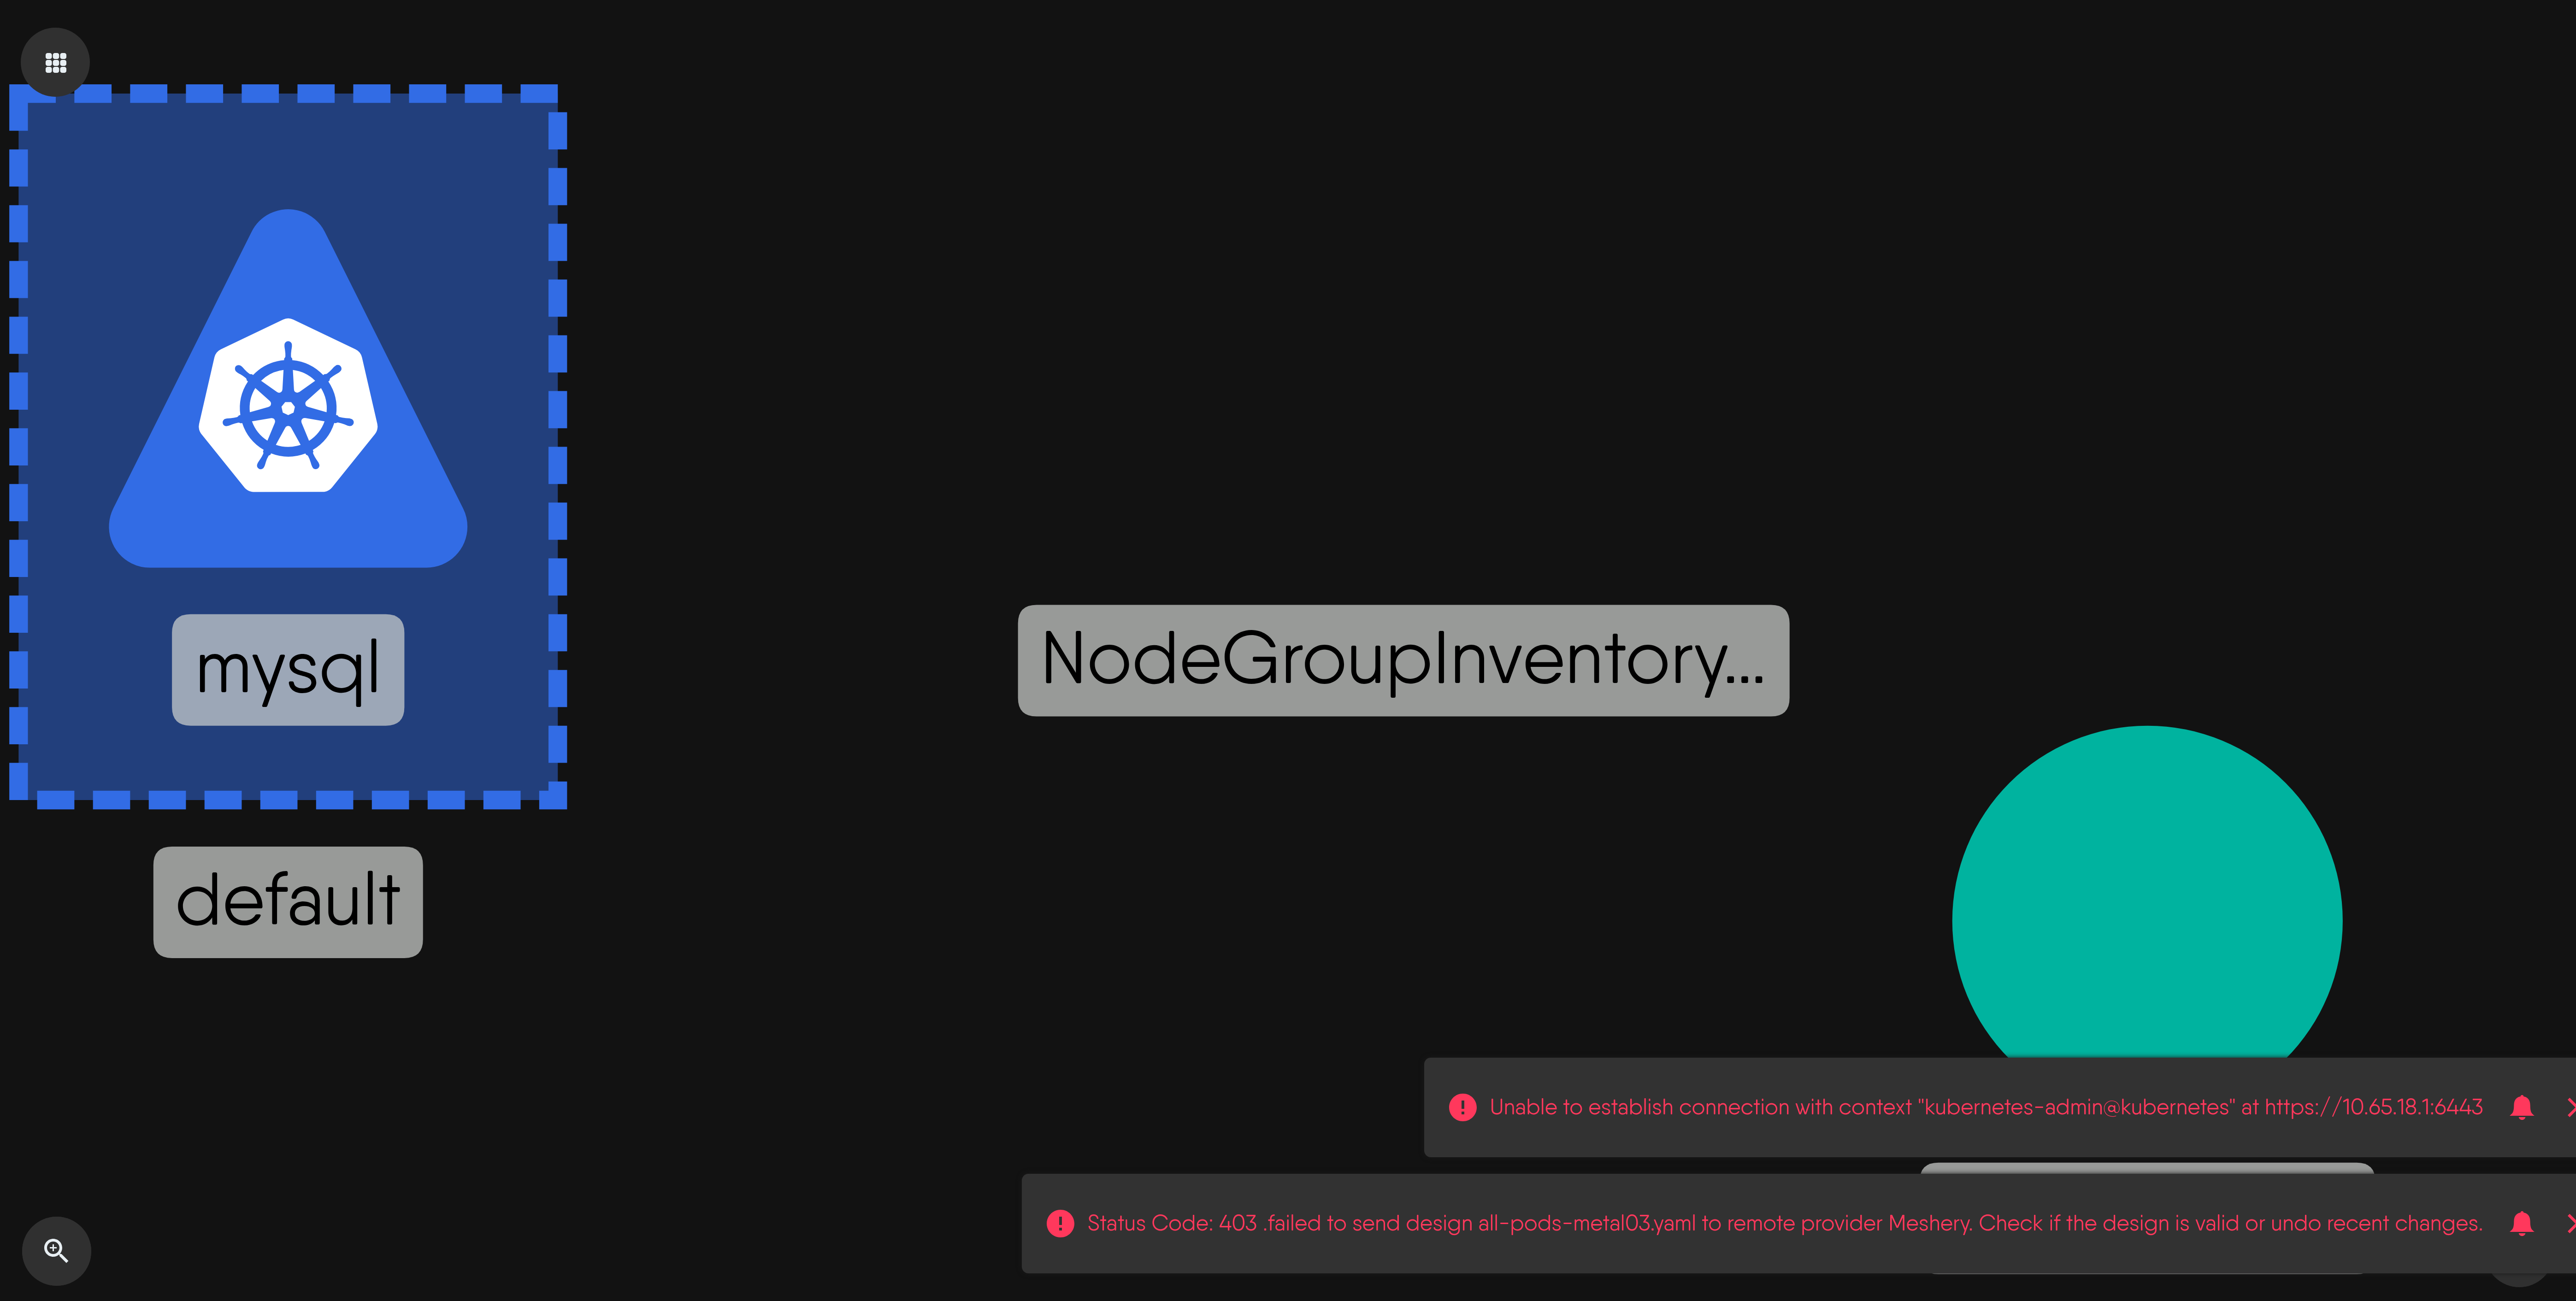 mysql
default
NodeGroupInventory...
Unable to establish connection with context "kubernetes-admin@kubernetes" at https://10.65.18.1:6443
Status Code: 403 .failed to send design all-pods-metal03.yaml to remote provider Meshery. Check if the design is valid or undo recent changes.